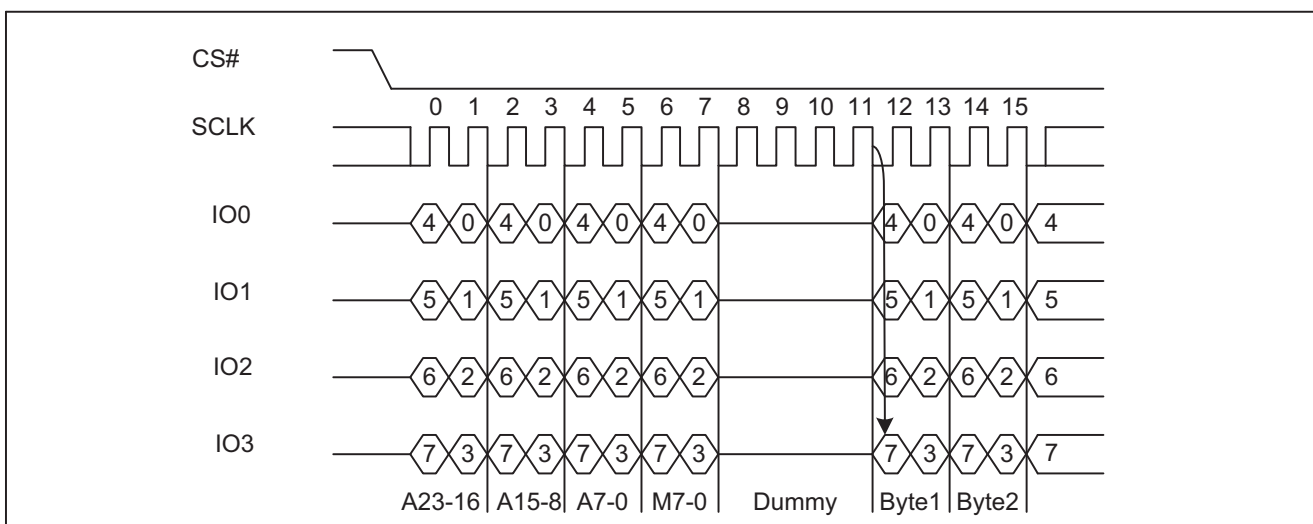 CS#
0 1 2 3 4 5 6 7 8 9 10 11 12 13 14 15
SCLK
IO0 4 0 4 0 4 0 4 0 4 0 4 0 4
IO1 5 1 5 1 5 1 5 1 5 1 5 1 5
IO2 6 2 6 2 6 2 6 2 6 2 6 2 6
IO3 7 3 7 3 7 3 7 3 7 3 7 3 7
A23-16 A15-8 A7-0 M7-0 Dummy Byte1 Byte2